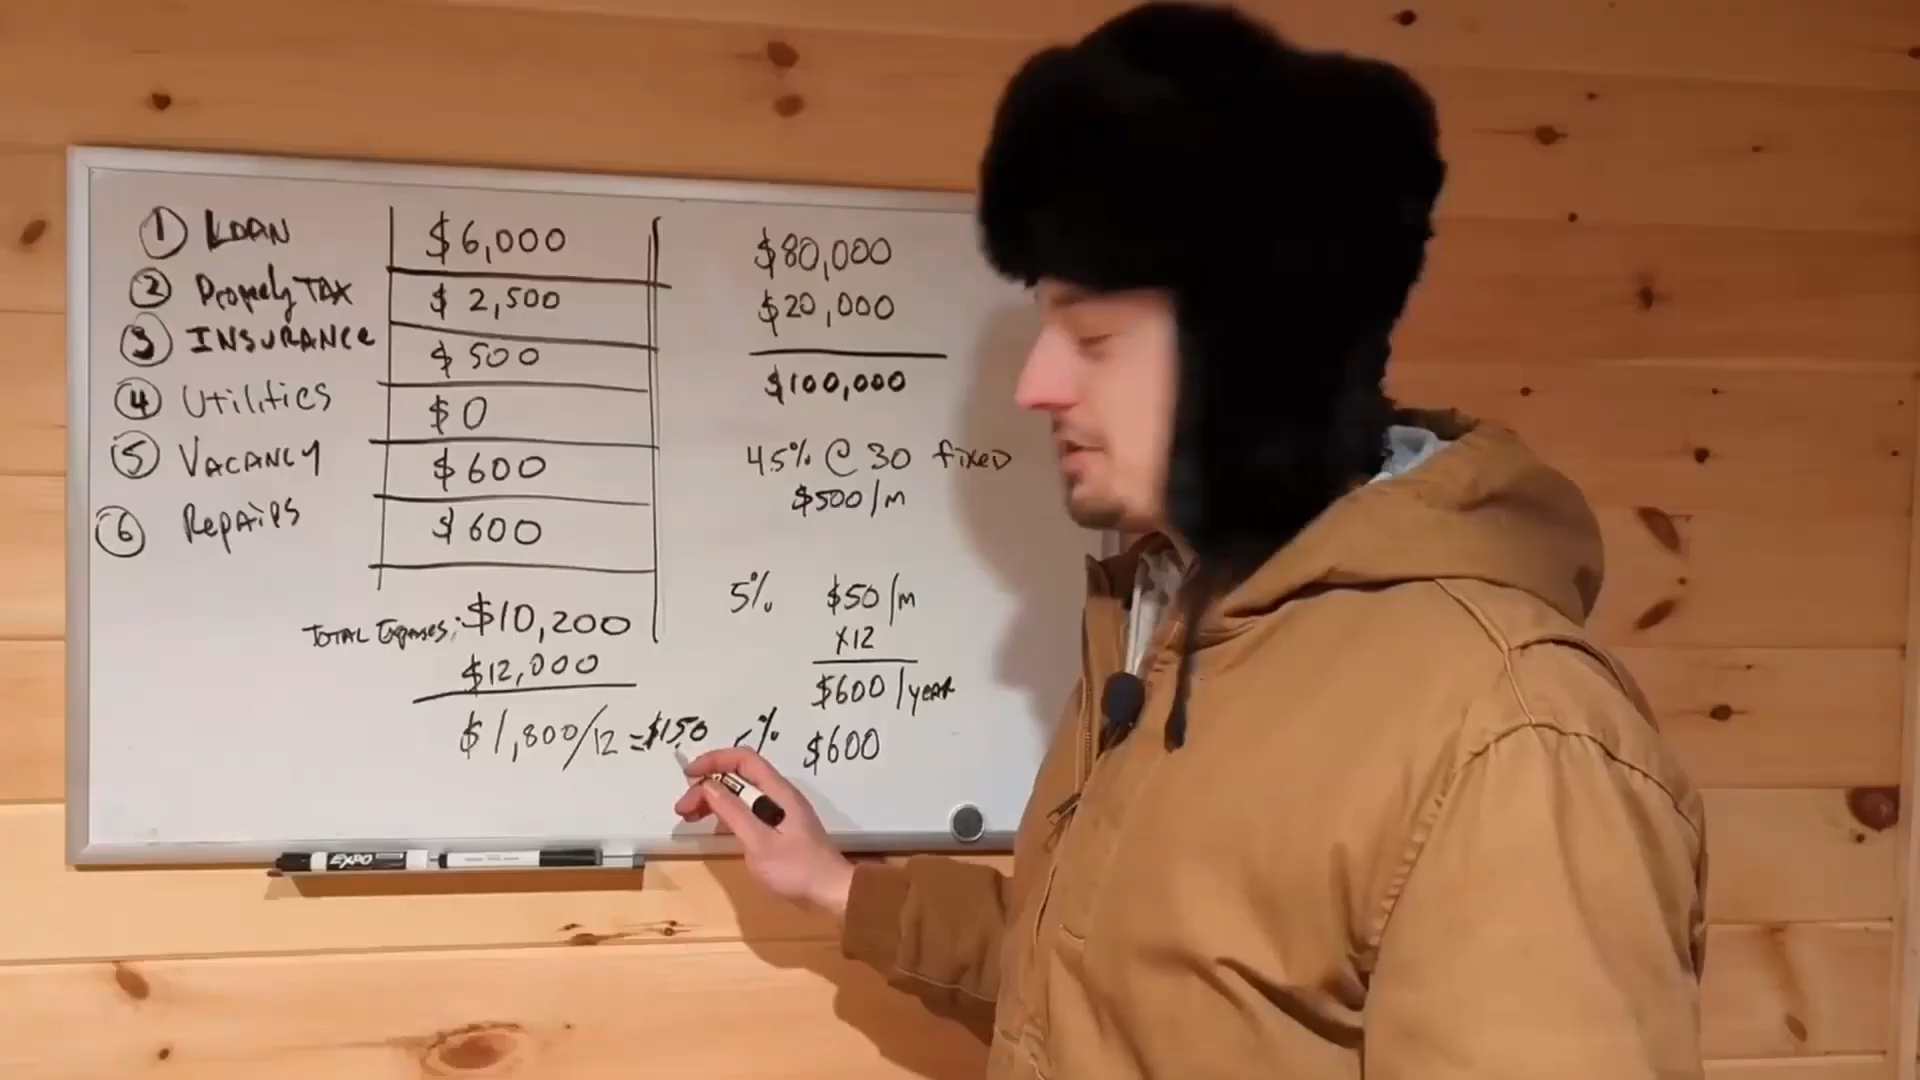 ① LOAN $6,000
② Property TAX $2,500
③ INSURANCE $500
④ Utilities $0
⑤ VACANCY $600
⑥ Repairs $600
TOTAL Expenses: $10,200
$12,000
$1,800/12 = $150
$80,000
$20,000
$100,000
4.5% @ 30 fixed
$500/m
5% $50/m
x12
$600/year
% $600
EXPO